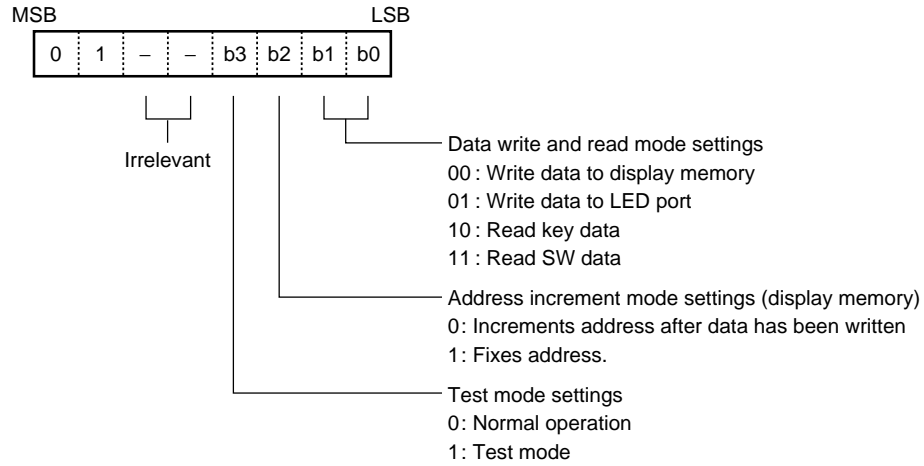 MSB LSB
0 1 – – b3 b2 b1 b0
Irrelevant
Data write and read mode settings
00 : Write data to display memory
01 : Write data to LED port
10 : Read key data
11 : Read SW data
Address increment mode settings (display memory)
0: Increments address after data has been written
1: Fixes address.
Test mode settings
0: Normal operation
1: Test mode